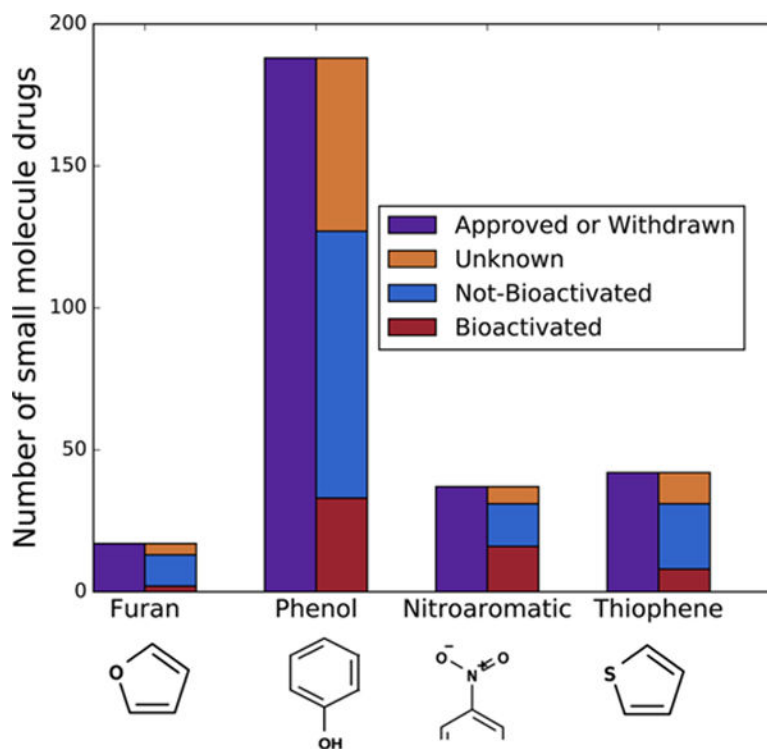 Number of small molecule drugs
200
150
100
50
0
Approved or Withdrawn
Unknown
Not-Bioactivated
Bioactivated
Furan Phenol Nitroaromatic Thiophene
O
OH
O⁻ N⁺ O
S